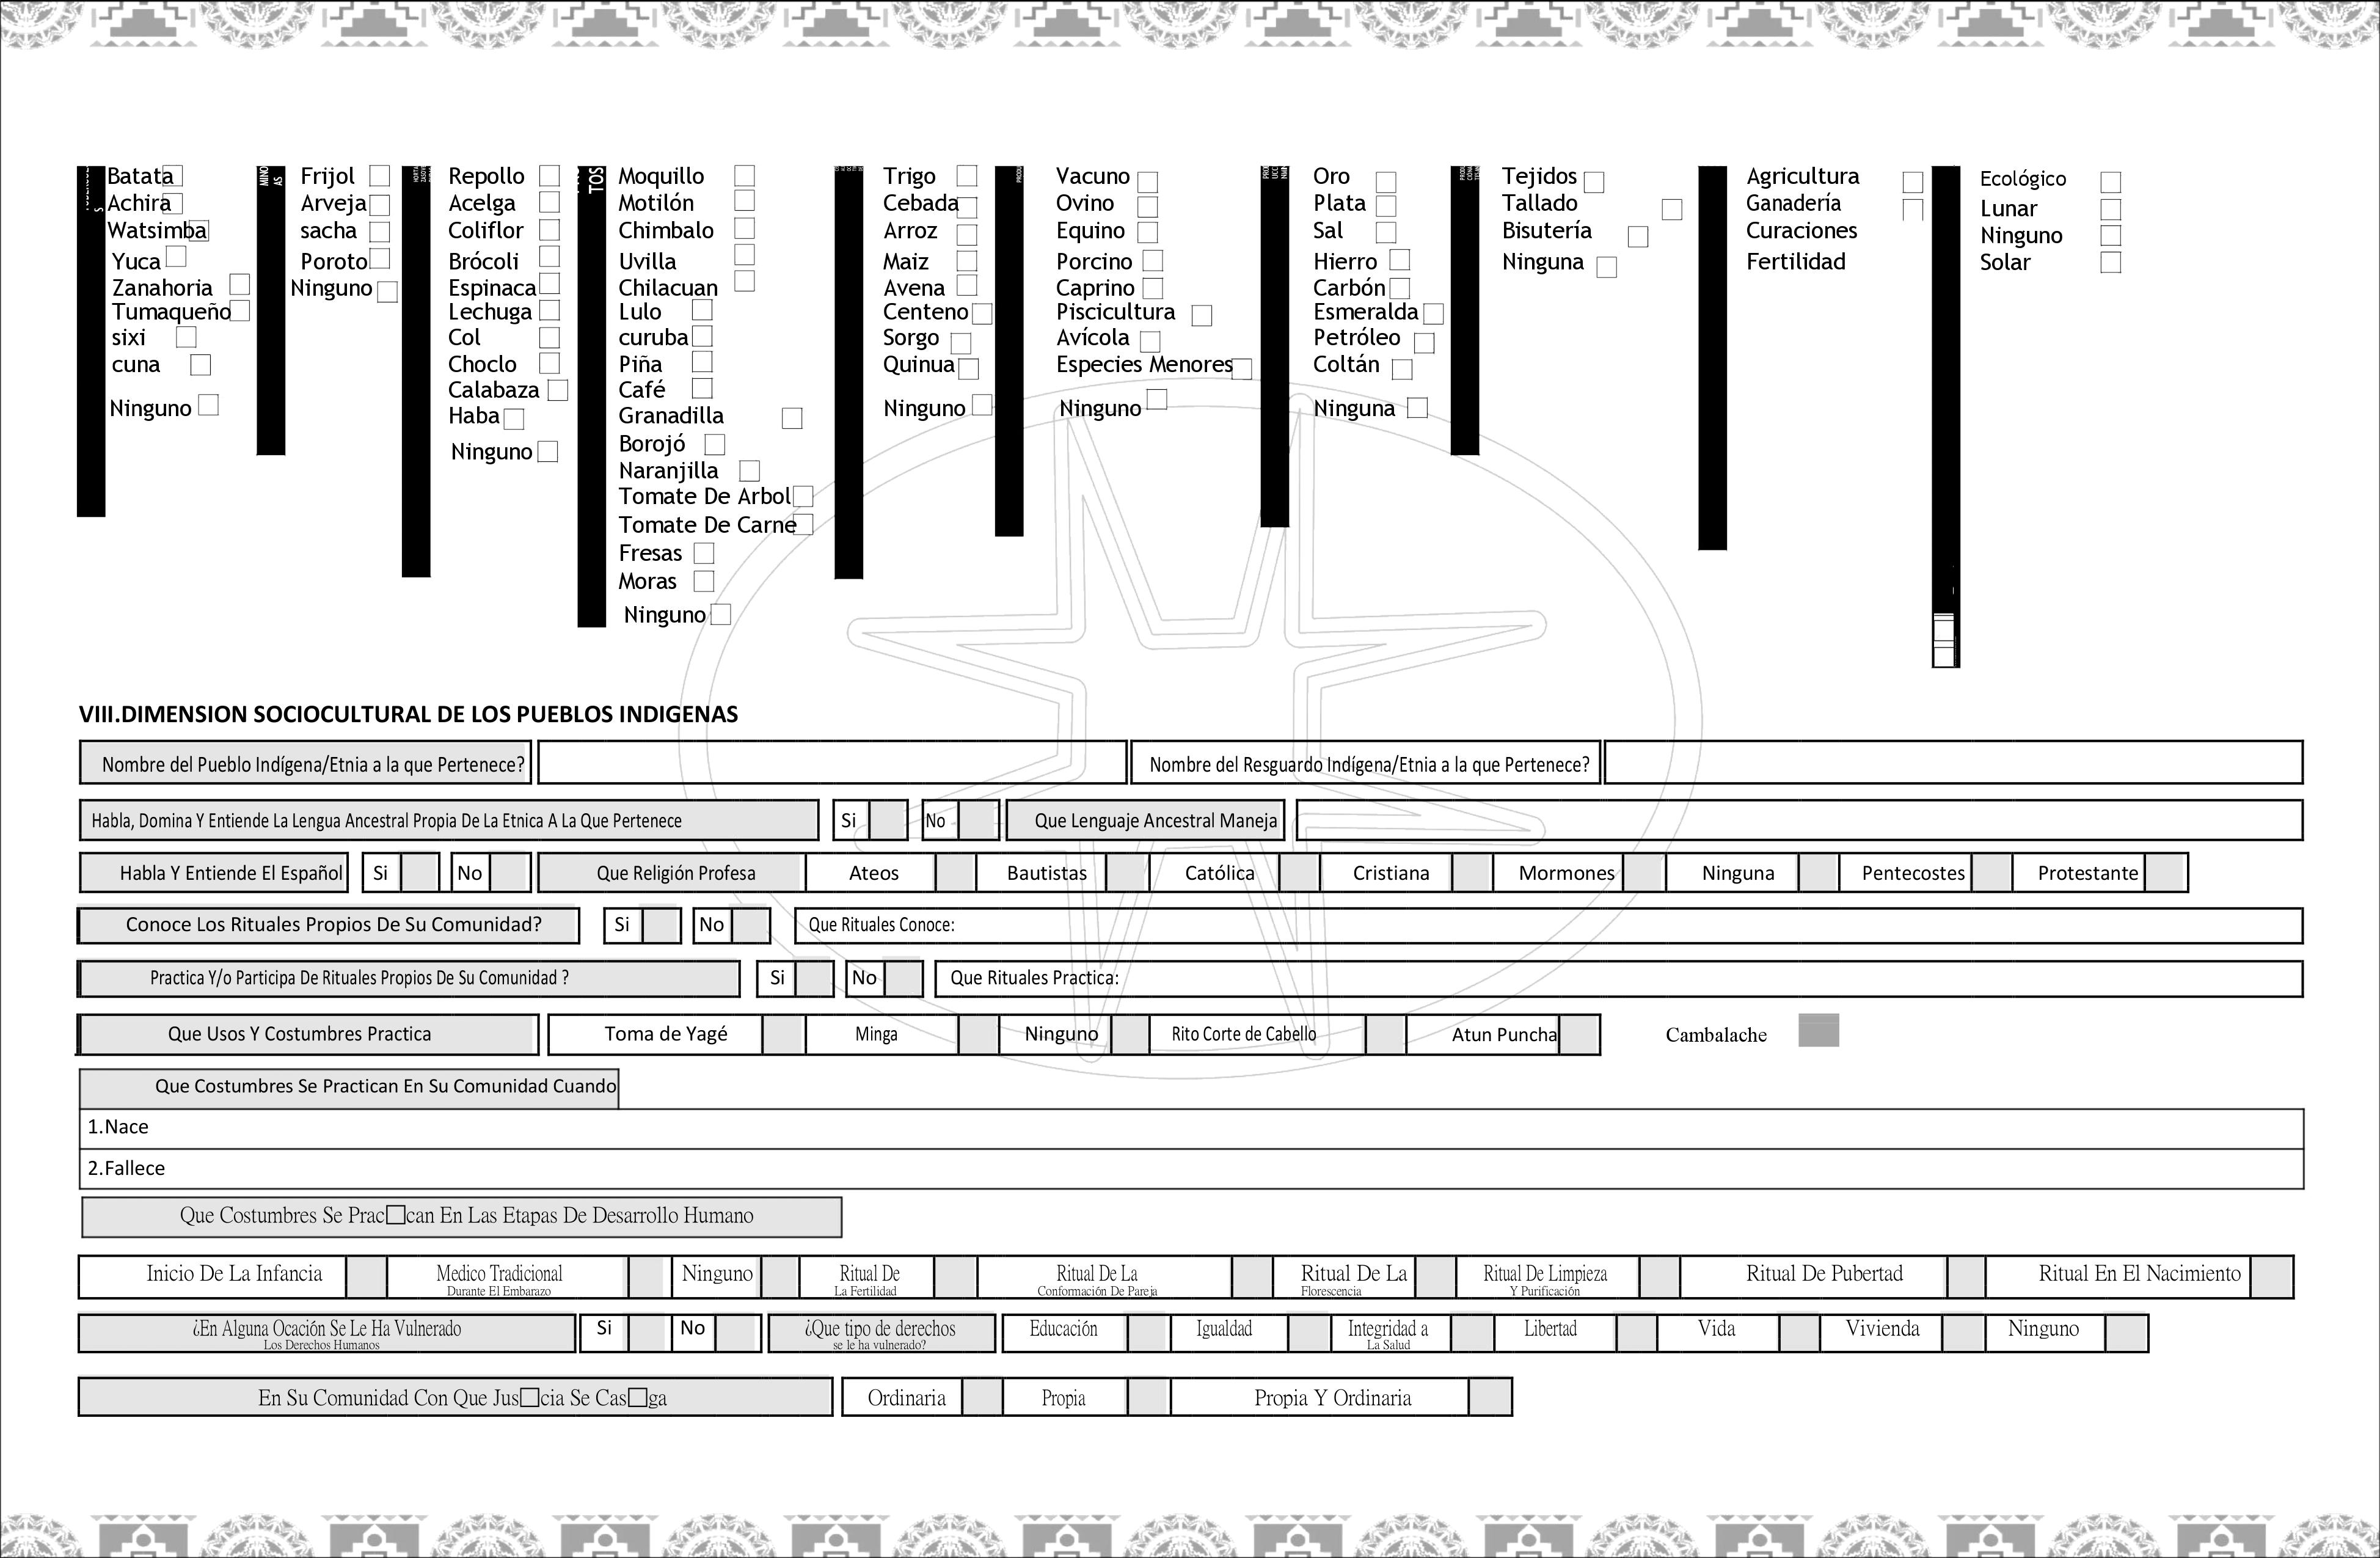 Batata
Achira
Watsimba
Yuca
Zanahoria
Tumaqueño
sixi
cuna
Ninguno
MINO
AS
Frijol
Arveja
sacha
Poroto
Ninguno
Repollo
Acelga
Coliflor
Brócoli
Espinaca
Lechuga
Col
Choclo
Calabaza
Haba
Ninguno
TOS
Moquillo
Motilón
Chimbalo
Uvilla
Chilacuan
Lulo
curuba
Piña
Café
Granadilla
Borojó
Naranjilla
Tomate De Arbol
Tomate De Carne
Fresas
Moras
Ninguno
Trigo
Cebada
Arroz
Maiz
Avena
Centeno
Sorgo
Quinua
Ninguno
Vacuno
Ovino
Equino
Porcino
Caprino
Piscicultura
Avícola
Especies Menores
Ninguno
Oro
Plata
Sal
Hierro
Carbón
Esmeralda
Petróleo
Coltán
Ninguna
Tejidos
Tallado
Bisutería
Ninguna
Agricultura
Ganadería
Curaciones
Fertilidad
Ecológico
Lunar
Ninguno
Solar
VIII.DIMENSION SOCIOCULTURAL DE LOS PUEBLOS INDIGENAS
Nombre del Pueblo Indígena/Etnia a la que Pertenece? Nombre del Resguardo Indígena/Etnia a la que Pertenece?
Habla, Domina Y Entiende La Lengua Ancestral Propia De La Etnica A La Que Pertenece Si No Que Lenguaje Ancestral Maneja
Habla Y Entiende El Español Si No Que Religión Profesa Ateos Bautistas Católica Cristiana Mormones Ninguna Pentecostes Protestante
Conoce Los Rituales Propios De Su Comunidad? Si No Que Rituales Conoce:
Practica Y/o Participa De Rituales Propios De Su Comunidad ? Si No Que Rituales Practica:
Que Usos Y Costumbres Practica Toma de Yagé Minga Ninguno Rito Corte de Cabello Atun Puncha Cambalache
Que Costumbres Se Practican En Su Comunidad Cuando
1.Nace
2.Fallece
Que Costumbres Se Prac□can En Las Etapas De Desarrollo Humano
Inicio De La Infancia Medico Tradicional Ninguno Ritual De Ritual De La Ritual De La Ritual De Limpieza Ritual De Pubertad Ritual En El Nacimiento
Durante El Embarazo La Fertilidad Conformación De Pareja Florescencia Y Purificación
¿En Alguna Ocación Se Le Ha Vulnerado Si No ¿Que tipo de derechos Educación Igualdad Integridad a Libertad Vida Vivienda Ninguno
Los Derechos Humanos se le ha vulnerado? La Salud
En Su Comunidad Con Que Jus□cia Se Cas□ga Ordinaria Propia Propia Y Ordinaria